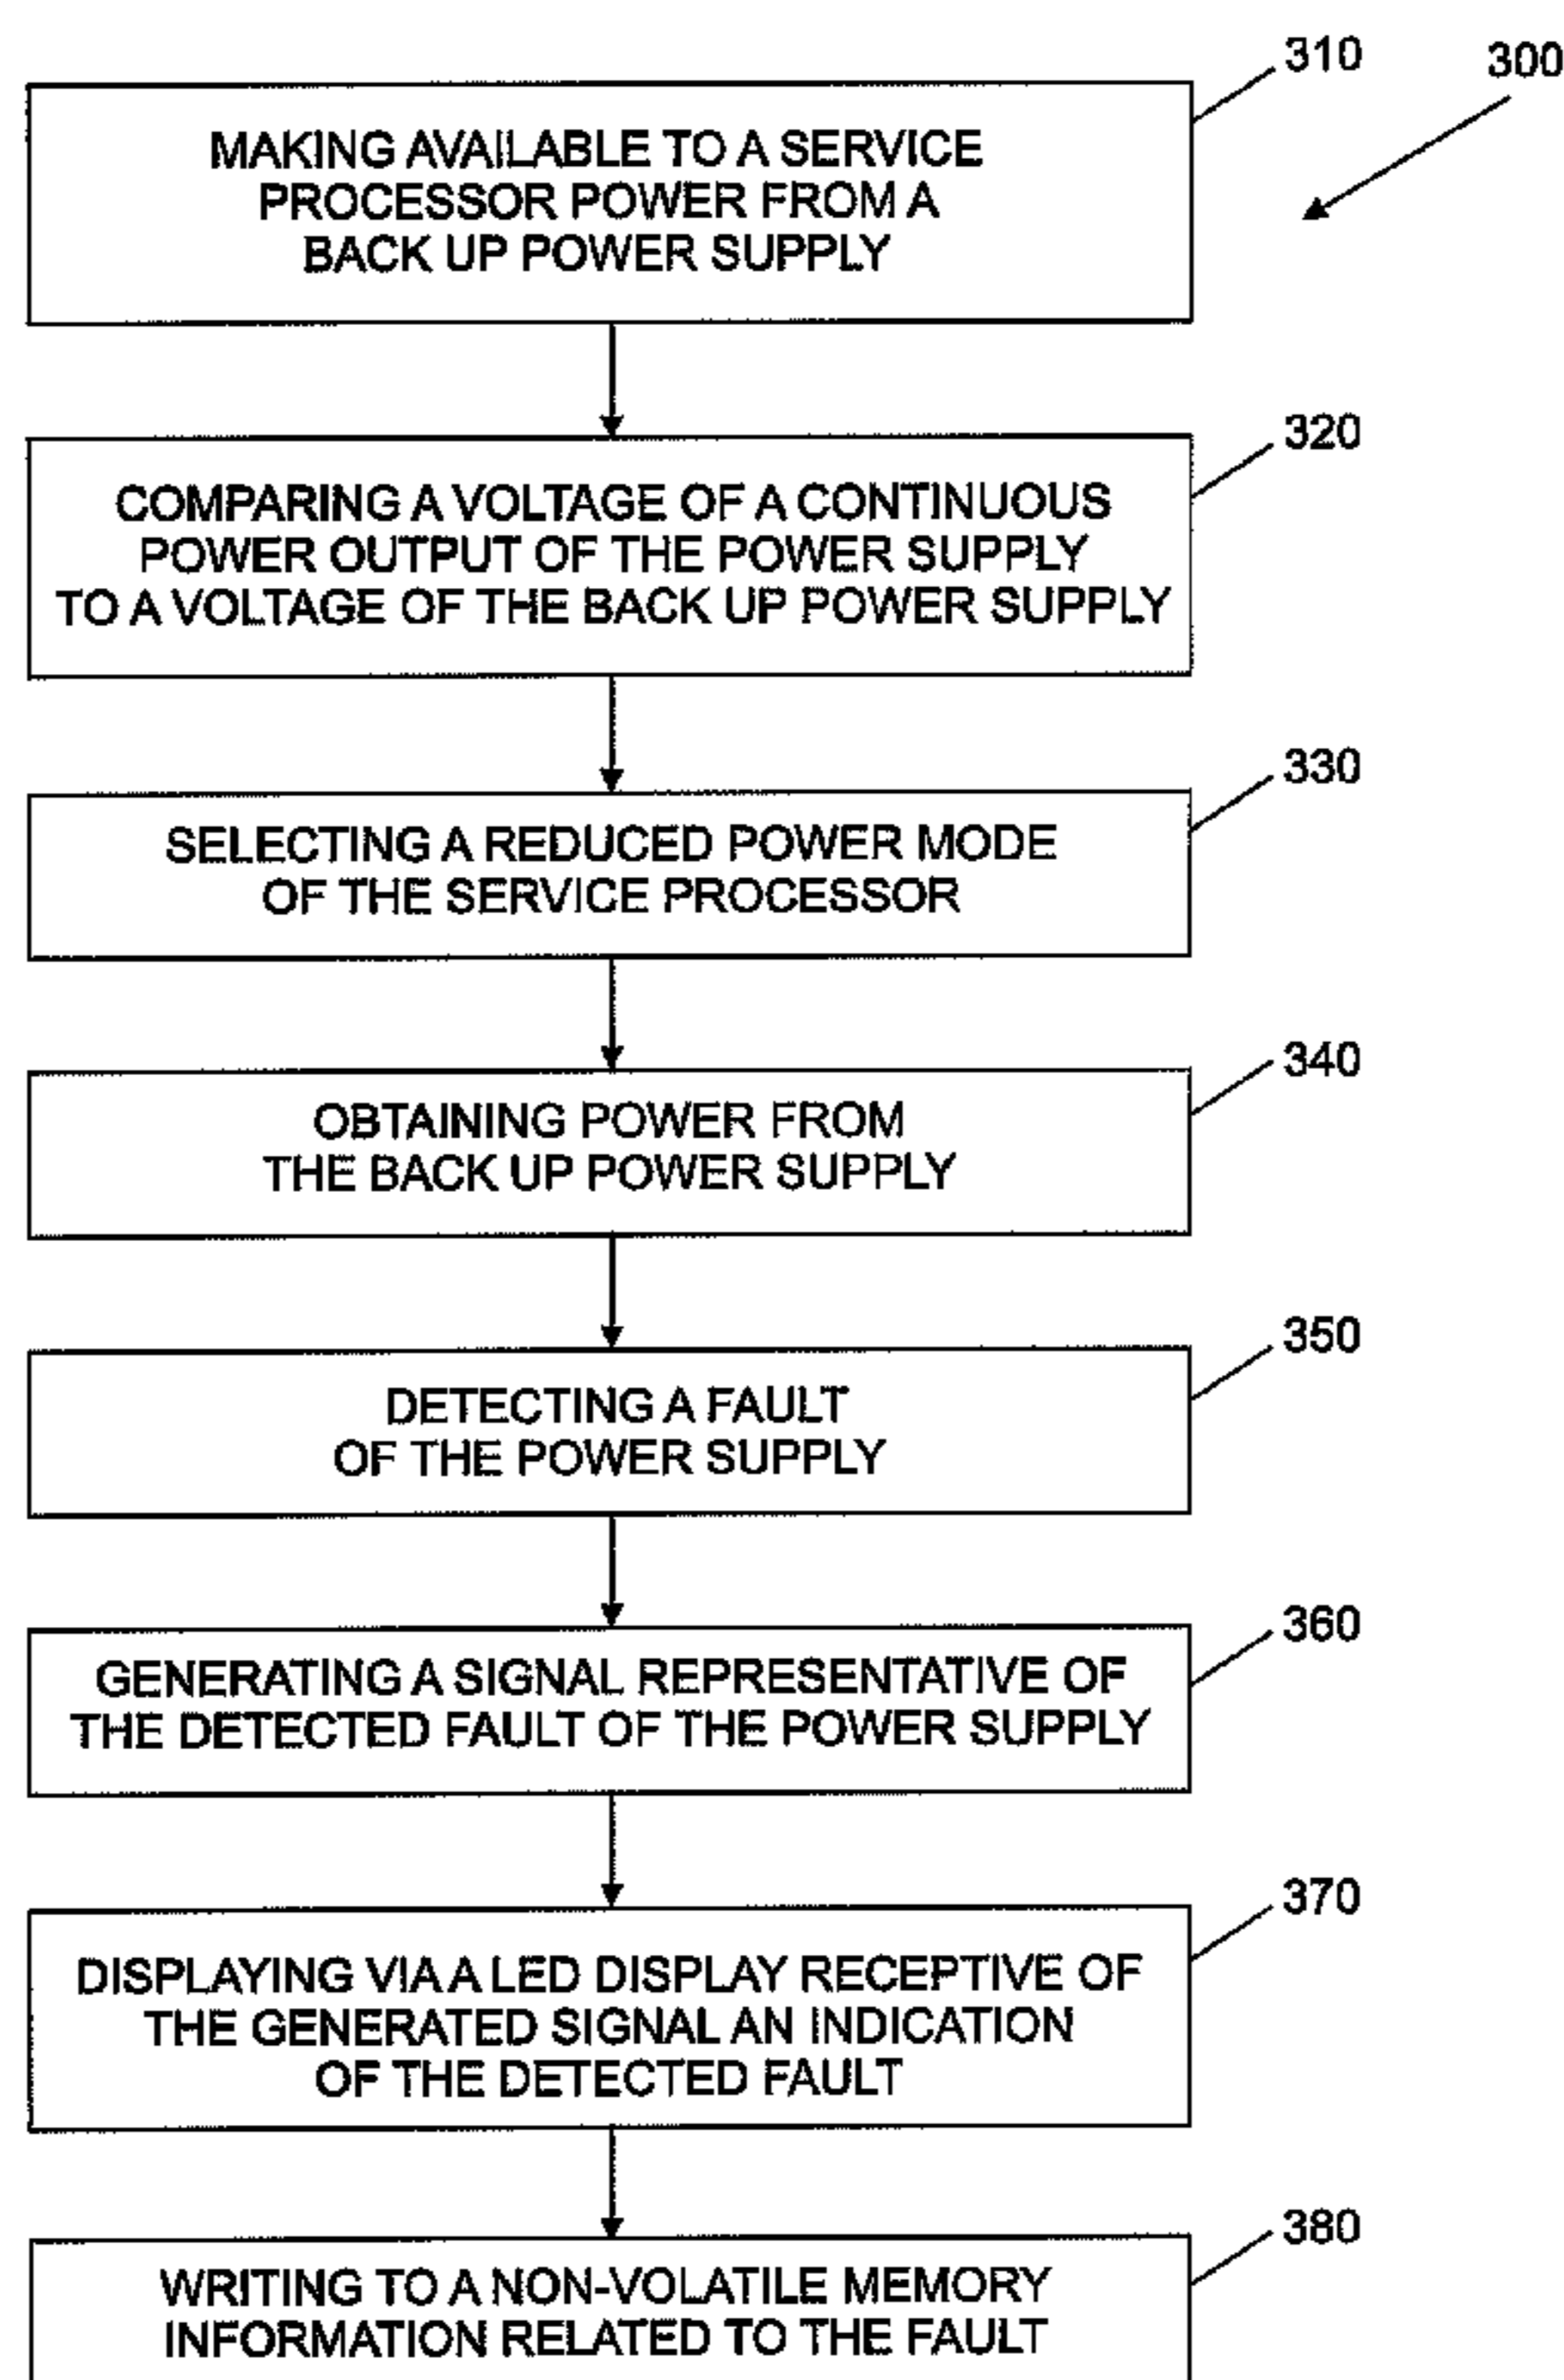 310
300
MAKING AVAILABLE TO A SERVICE
PROCESSOR POWER FROM A
BACK UP POWER SUPPLY
320
COMPARING A VOLTAGE OF A CONTINUOUS
POWER OUTPUT OF THE POWER SUPPLY
TO A VOLTAGE OF THE BACK UP POWER SUPPLY
330
SELECTING A REDUCED POWER MODE
OF THE SERVICE PROCESSOR
340
OBTAINING POWER FROM
THE BACK UP POWER SUPPLY
350
DETECTING A FAULT
OF THE POWER SUPPLY
360
GENERATING A SIGNAL REPRESENTATIVE OF
THE DETECTED FAULT OF THE POWER SUPPLY
370
DISPLAYING VIA A LED DISPLAY RECEPTIVE OF
THE GENERATED SIGNAL AN INDICATION
OF THE DETECTED FAULT
380
WRITING TO A NON-VOLATILE MEMORY
INFORMATION RELATED TO THE FAULT